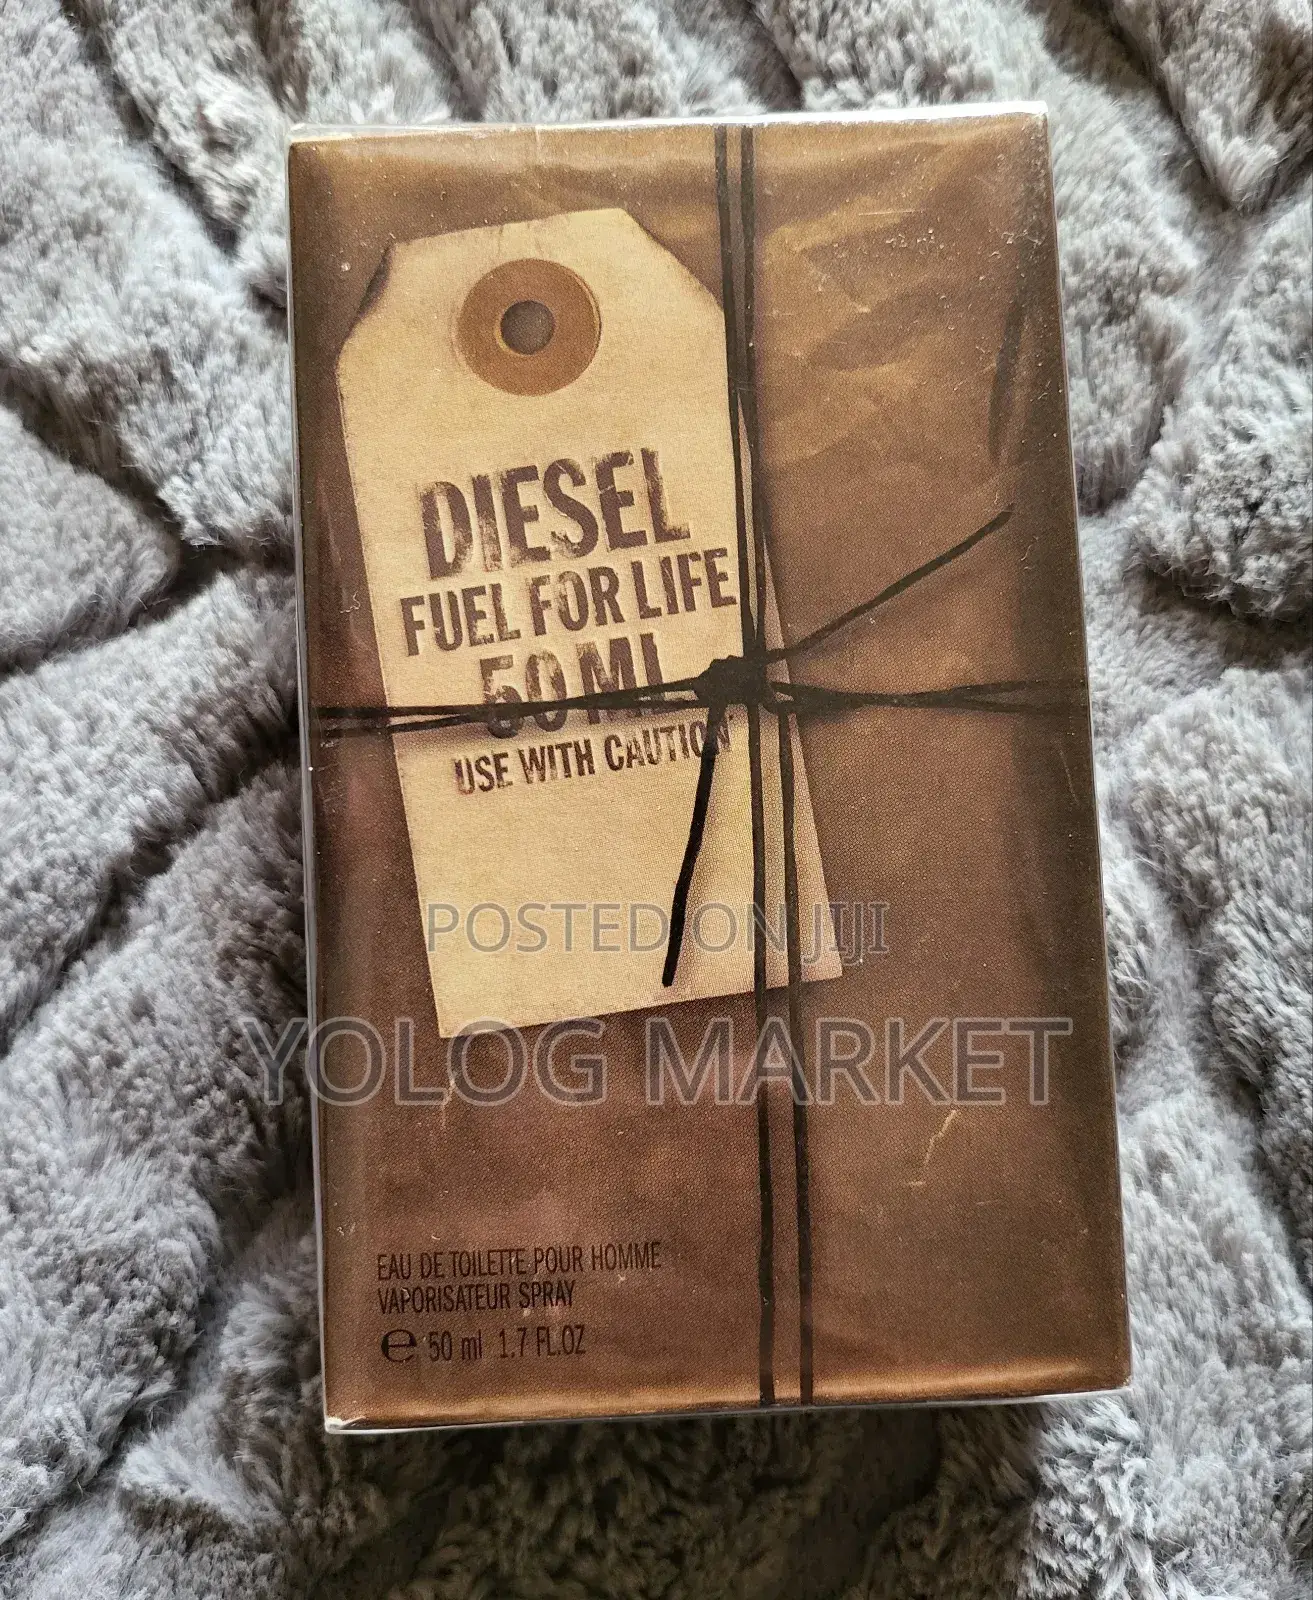 DIESEL
FUEL FOR LIFE
50 ML
USE WITH CAUTION
POSTED ON JIJI
YOLOG MARKET
EAU DE TOILETTE POUR HOMME
VAPORISATEUR SPRAY
℮ 50 ml 1.7 FL.OZ